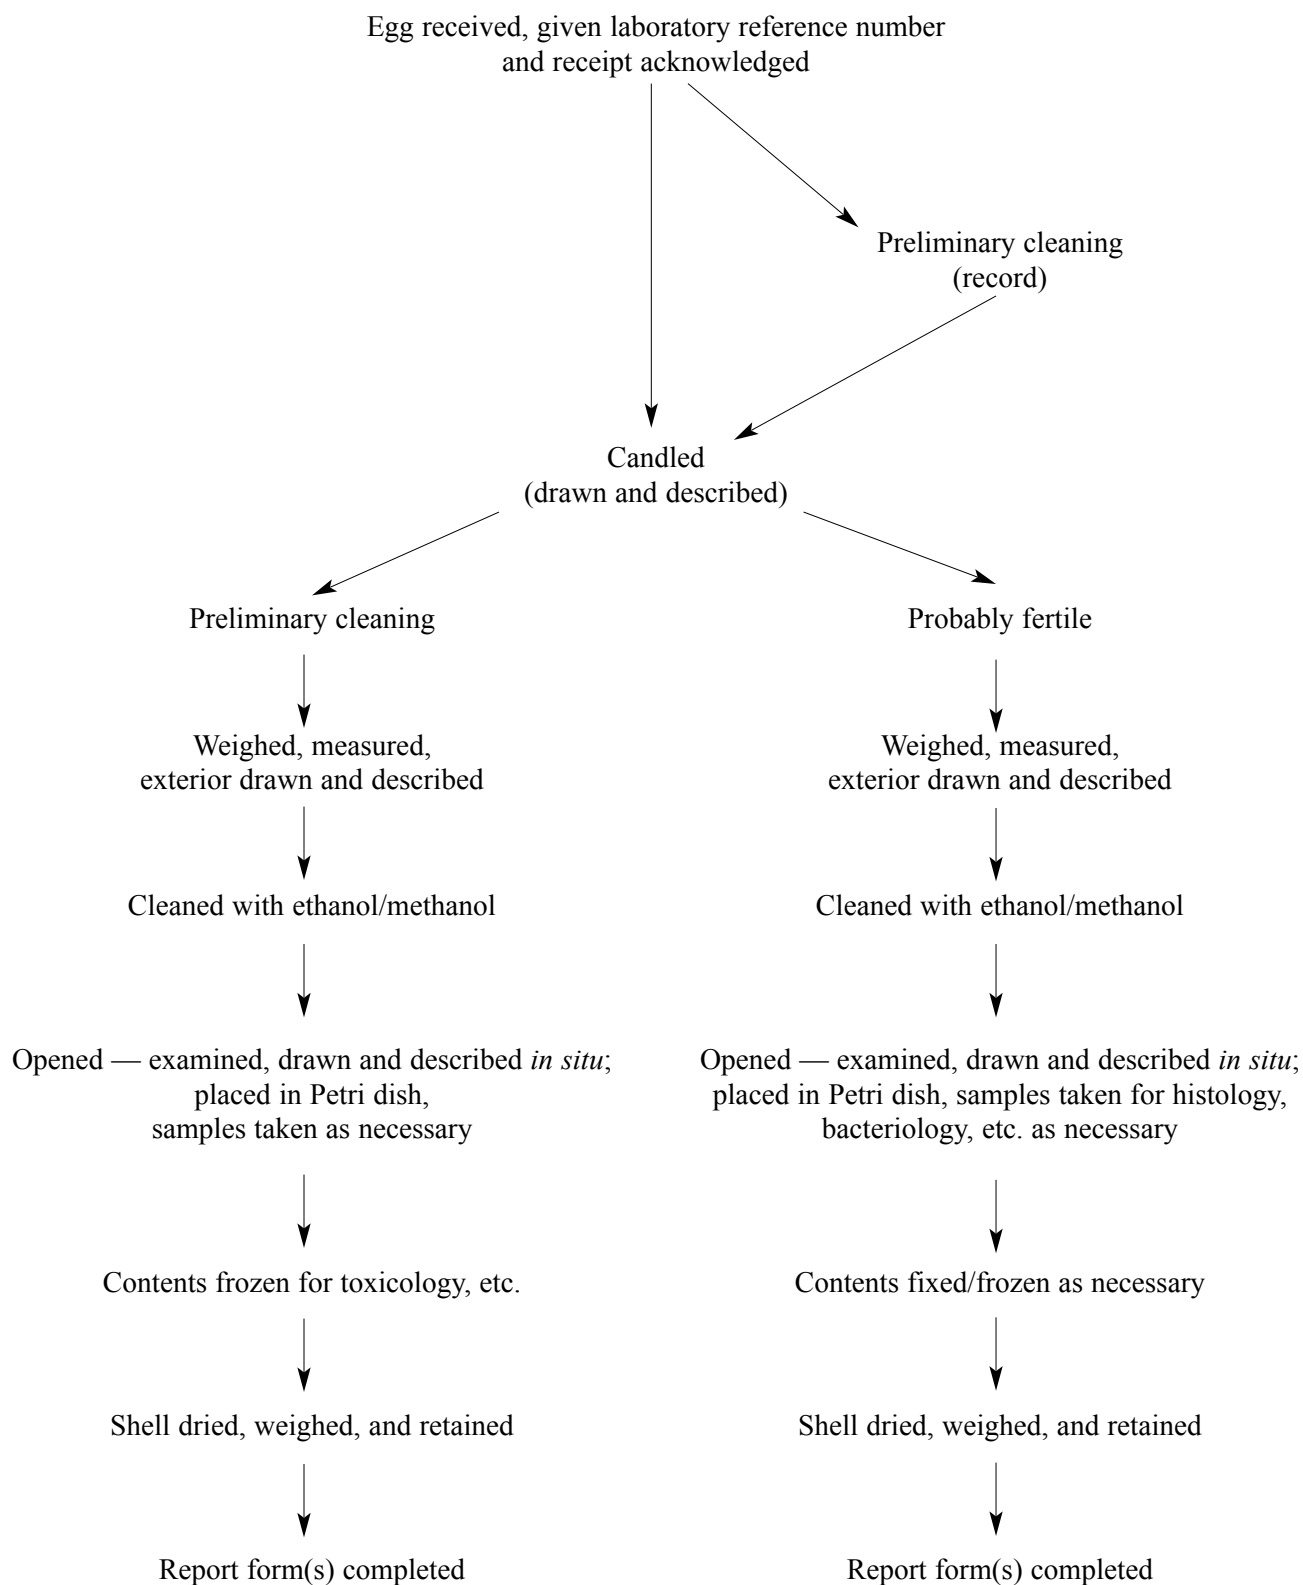 Egg received, given laboratory reference number
and receipt acknowledged
Preliminary cleaning
(record)
Candled
(drawn and described)
Preliminary cleaning
Probably fertile
Weighed, measured,
exterior drawn and described
Weighed, measured,
exterior drawn and described
Cleaned with ethanol/methanol
Cleaned with ethanol/methanol
Opened — examined, drawn and described in situ;
placed in Petri dish,
samples taken as necessary
Opened — examined, drawn and described in situ;
placed in Petri dish, samples taken for histology,
bacteriology, etc. as necessary
Contents frozen for toxicology, etc.
Contents fixed/frozen as necessary
Shell dried, weighed, and retained
Shell dried, weighed, and retained
Report form(s) completed
Report form(s) completed